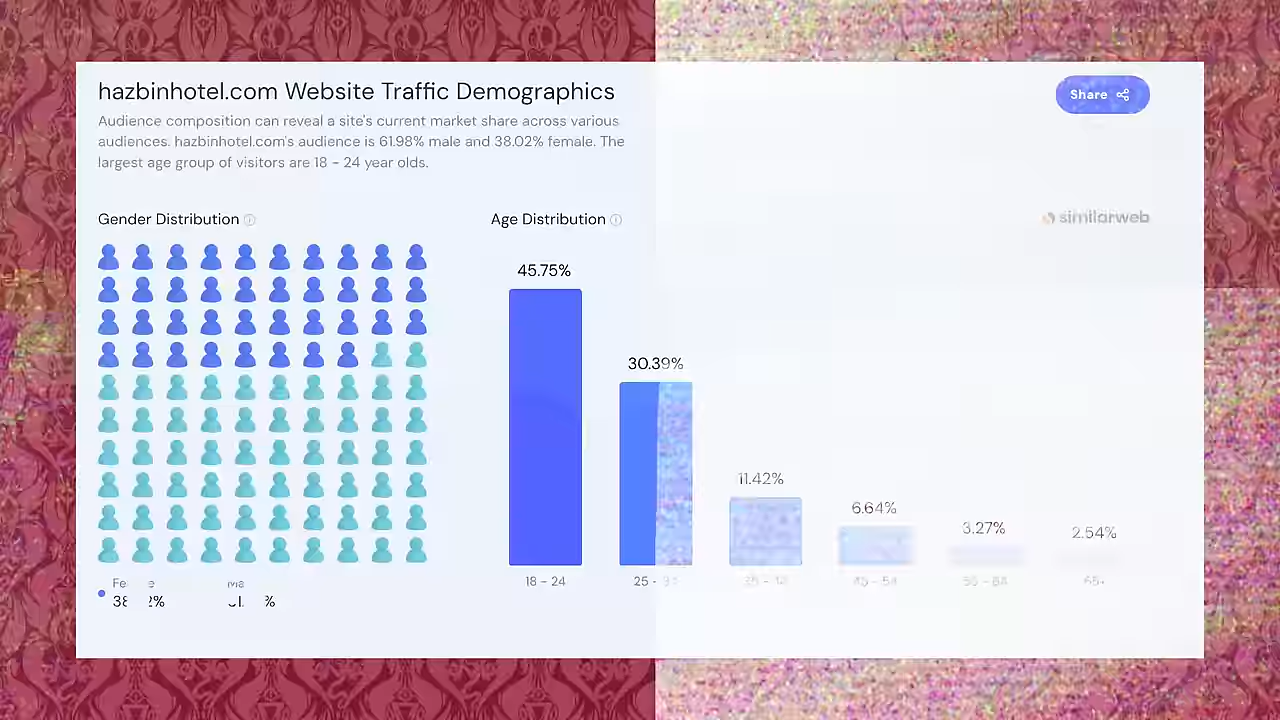 hazbinhotel.com Website Traffic Demographics
Share
Audience composition can reveal a site's current market share across various
audiences. hazbinhotel.com's audience is 61.98% male and 38.02% female. The
largest age group of visitors are 18 - 24 year olds.
Gender Distribution
Age Distribution
similarweb
45.75%
30.39%
11.42%
6.64%
3.27%
2.54%
18 - 24